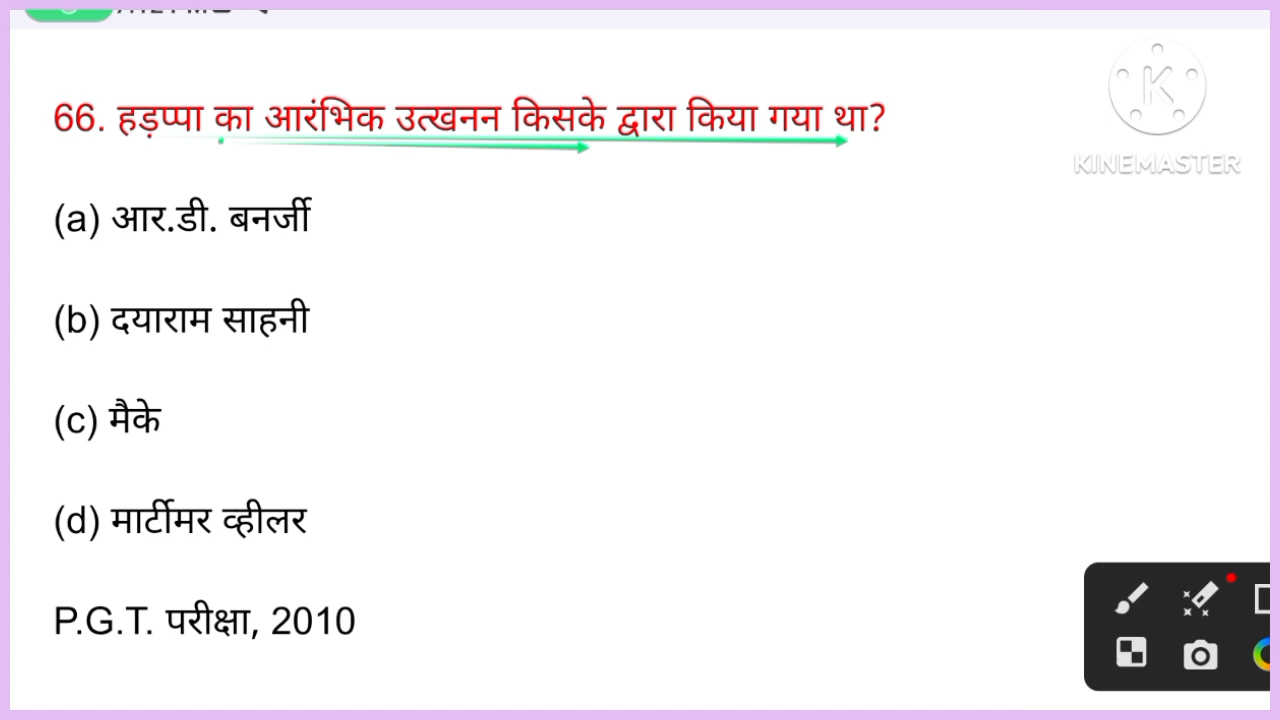 66. हड़प्पा का आरंभिक उत्खनन किसके द्वारा किया गया था?
KINEMASTER
(a) आर.डी. बनर्जी
(b) दयाराम साहनी
(c) मैके
(d) मार्टीमर व्हीलर
P.G.T. परीक्षा, 2010